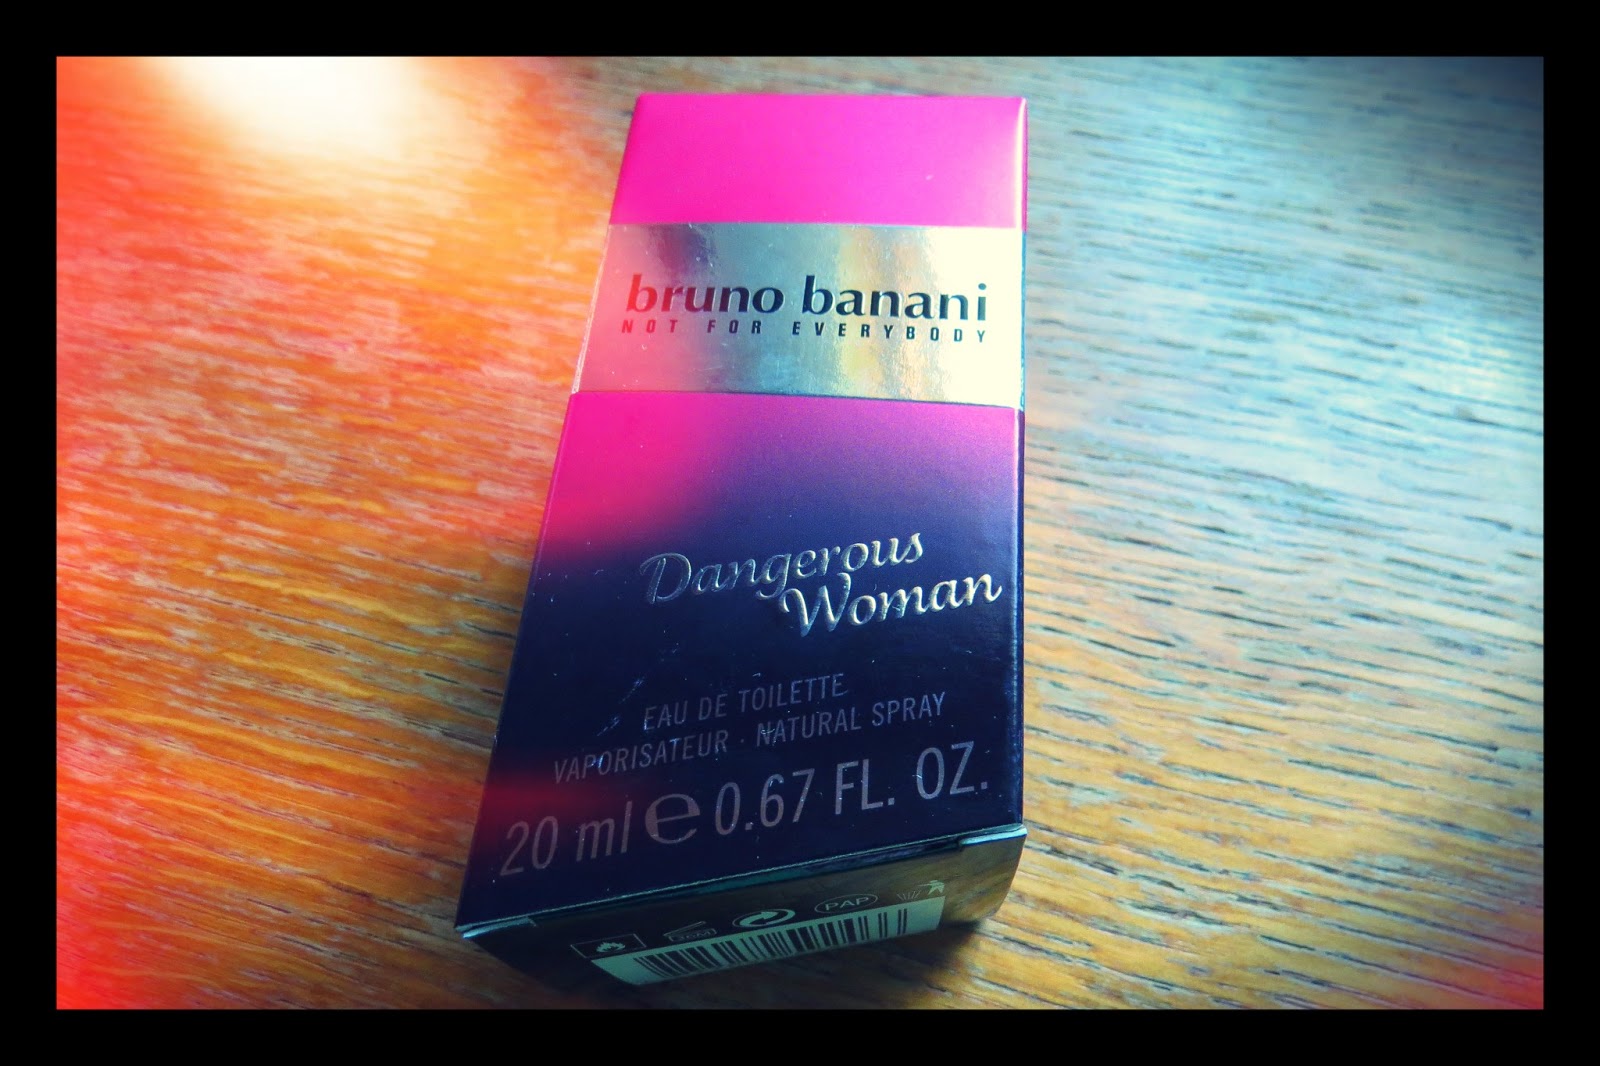 bruno banani
NOT FOR EVERYBODY
Dangerous
Woman
EAU DE TOILETTE
VAPORISATEUR · NATURAL SPRAY
20 ml e 0.67 FL. OZ.
PAP